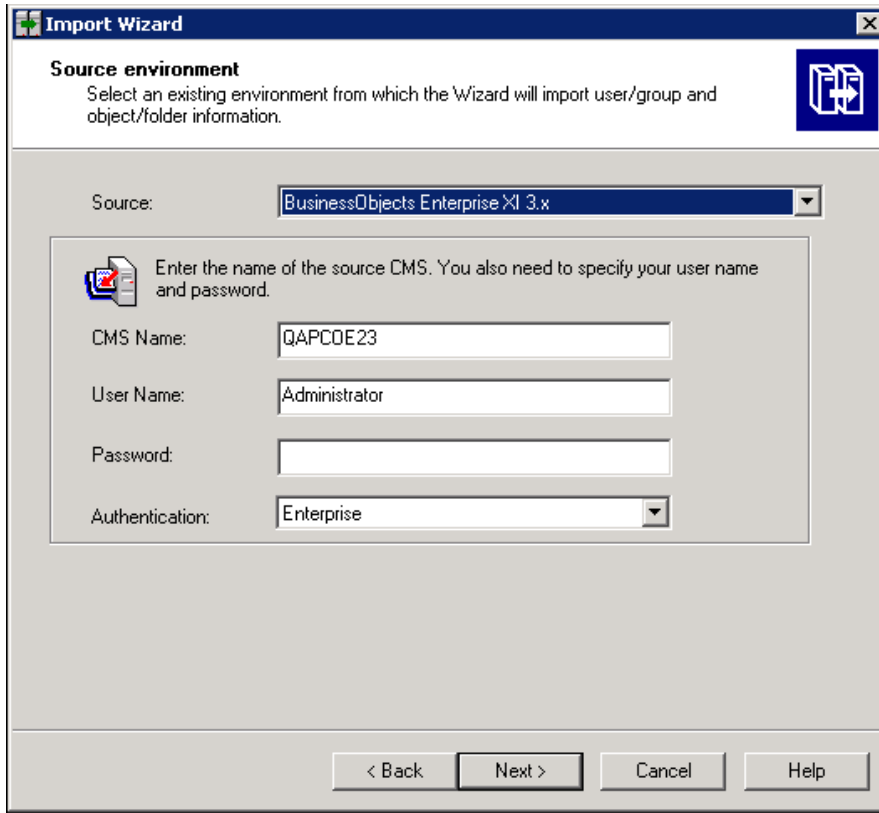 Import Wizard
Source environment
Select an existing environment from which the Wizard will import user/group and
object/folder information.
Source: BusinessObjects Enterprise XI 3.x
Enter the name of the source CMS. You also need to specify your user name
and password.
CMS Name: QAPCOE23
User Name: Administrator
Password:
Authentication: Enterprise
< Back Next > Cancel Help